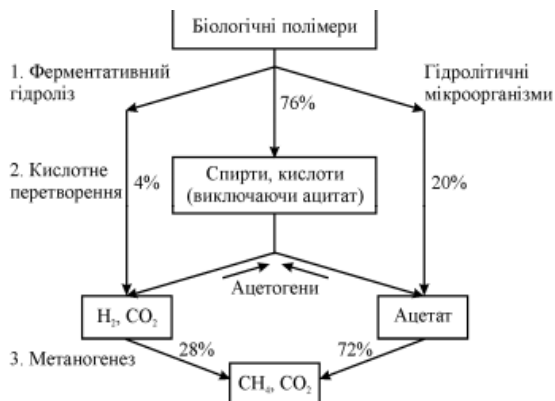 Біологічні полімери
1. Ферментативний
гідроліз
Гідролітичні
мікроорганізми
76%
2. Кислотне
перетворення
4%
Спирти, кислоти
(виключаючи ацитат)
20%
Ацетогени
H₂, CO₂
Ацетат
3. Метаногенез
28%
72%
CH₄, CO₂